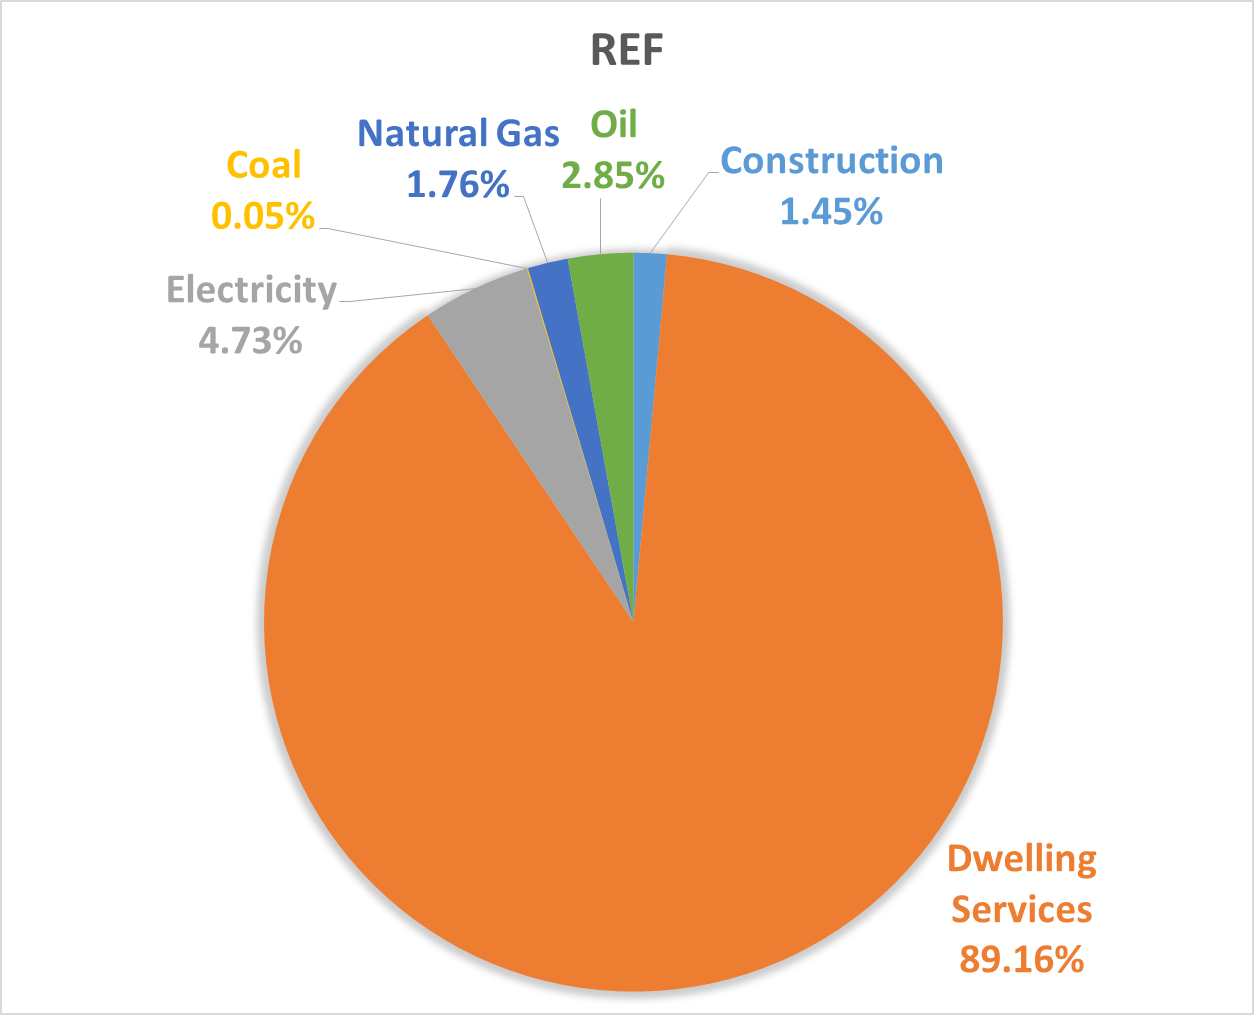 REF
Oil
2.85%
Natural Gas
1.76%
Construction
1.45%
Coal
0.05%
Electricity
4.73%
Dwelling
Services
89.16%